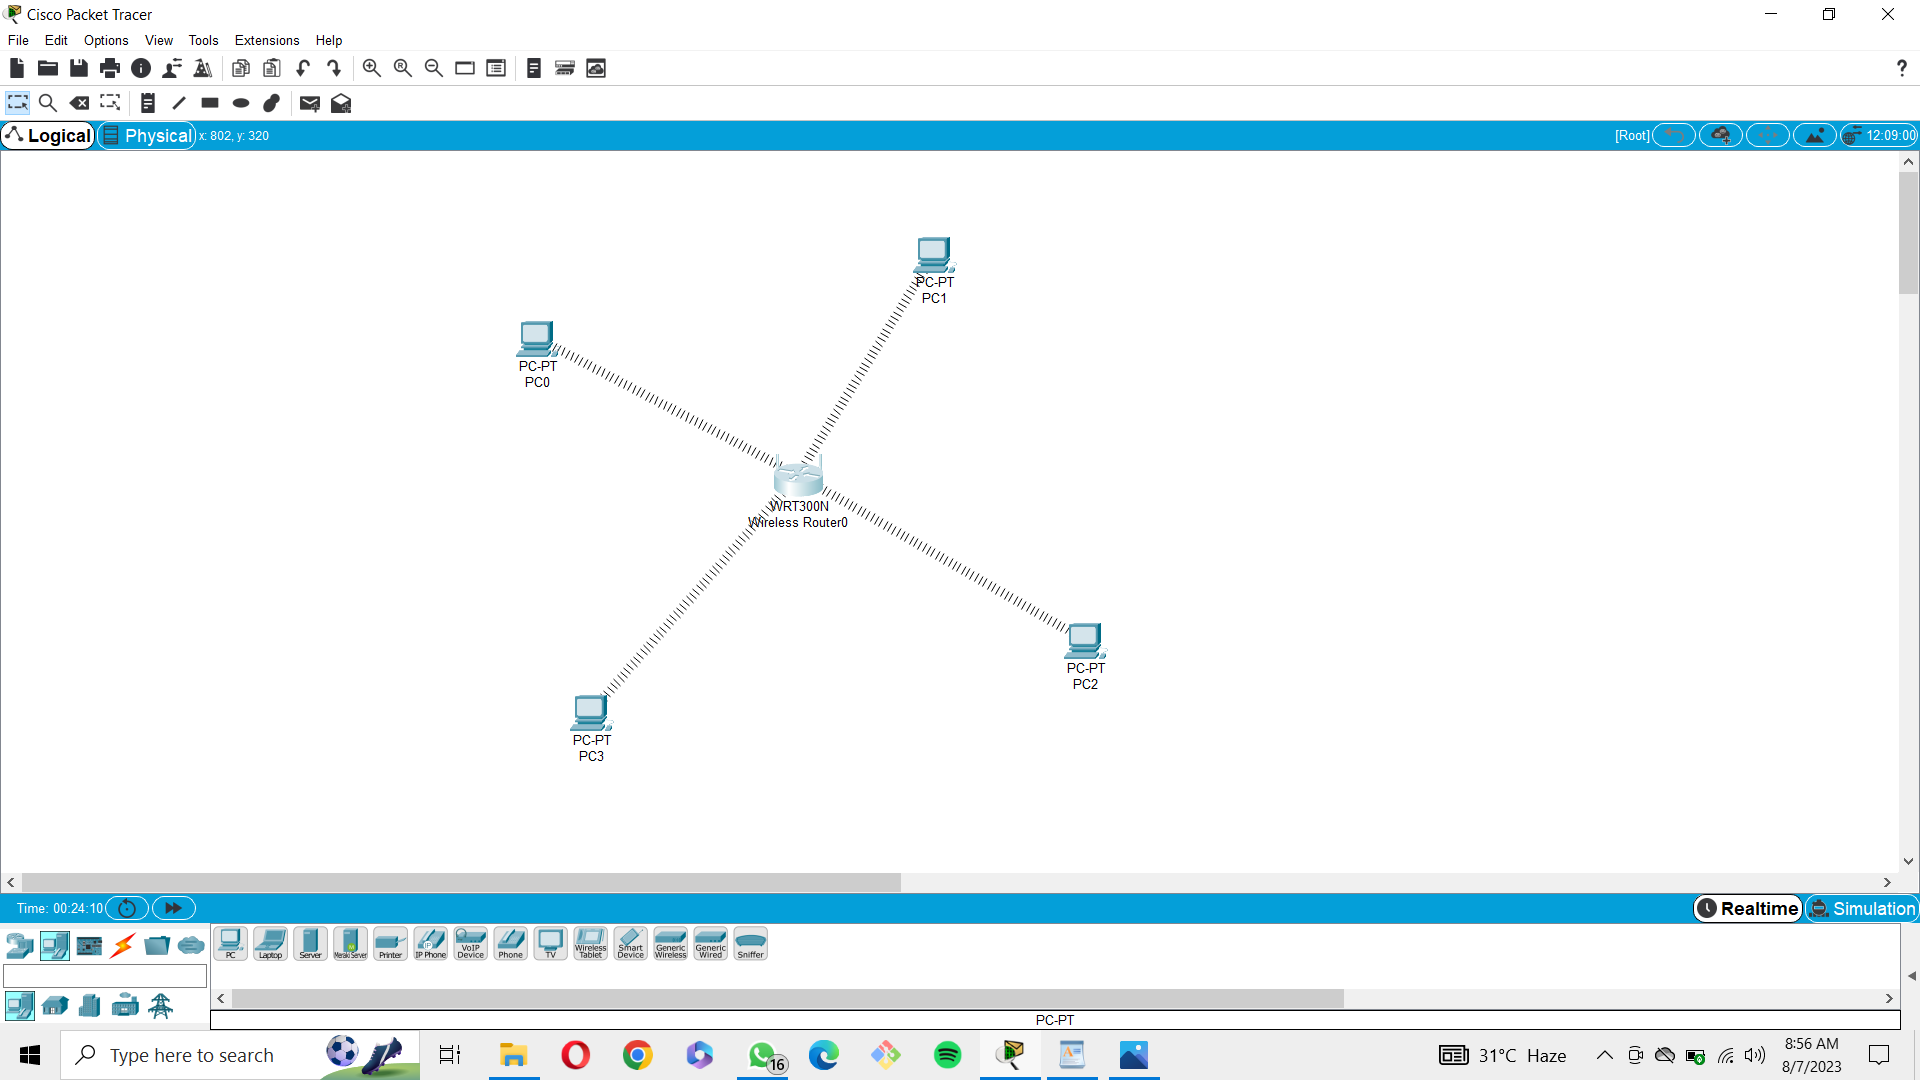 Cisco Packet Tracer
File Edit Options View Tools Extensions Help
?
Logical Physical x: 802, y: 320 [Root] 12:09:00
PC-PT
PC1
PC-PT
PC0
WRT300N
Wireless Router0
PC-PT
PC2
PC-PT
PC3
Time: 00:24:10 Realtime Simulation
PC Laptop Server Meraki Server Printer IP Phone VoIP Device Phone TV Wireless Tablet Smart Device Generic Wireless Generic Wired Sniffer
PC-PT
Type here to search 16 31°C Haze 8:56 AM
8/7/2023